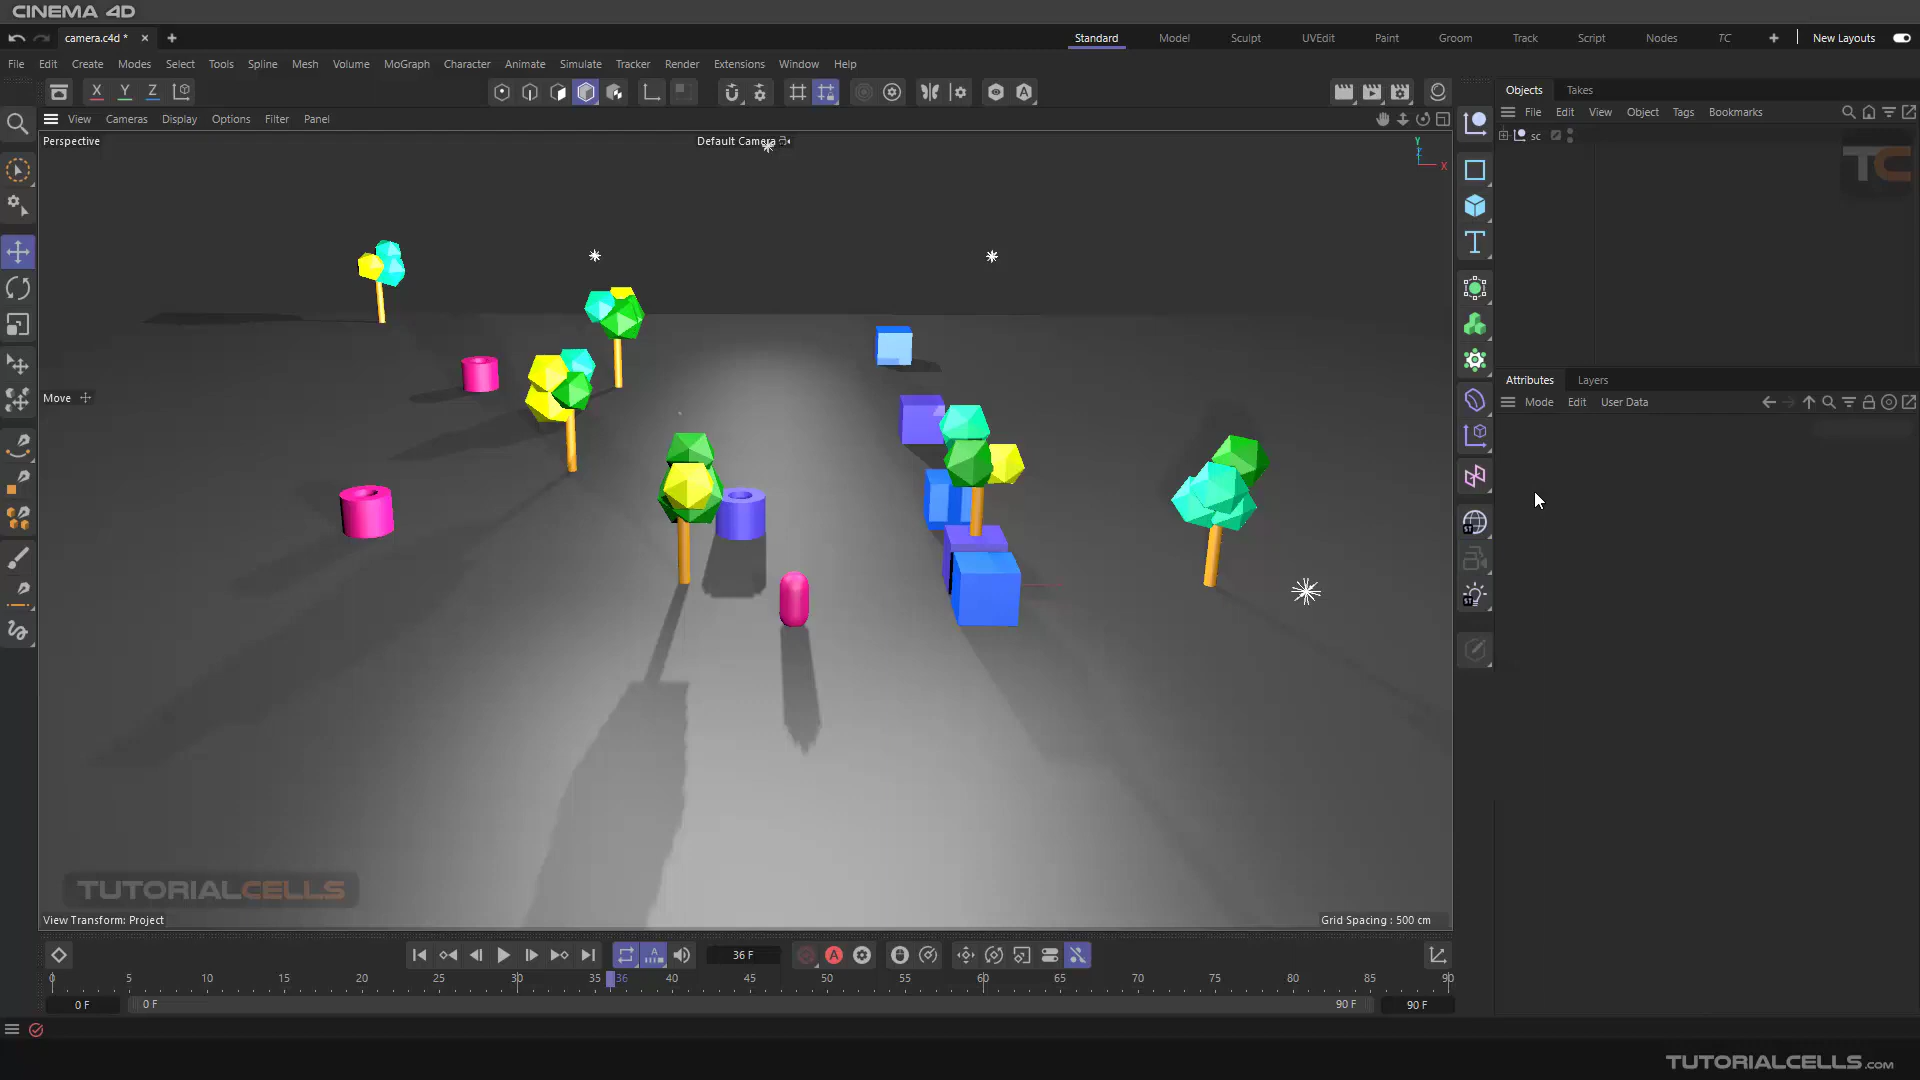 CINEMA 4D
camera.c4d *
Standard
Model
Sculpt
UVEdit
Paint
Groom
Track
Script
Nodes
TC
New Layouts
File Edit Create Modes Select Tools Spline Mesh Volume MoGraph Character Animate Simulate Tracker Render Extensions Window Help
X Y Z
Objects Takes
View Cameras Display Options Filter Panel
File Edit View Object Tags Bookmarks
Perspective
Default Camera
Y
Z
X
sc
TC
Attributes Layers
Move
Mode Edit User Data
ST
ST
TUTORIALCELLS
View Transform: Project
Grid Spacing : 500 cm
36 F
0 5 10 15 20 25 30 35 36 40 45 50 55 60 65 70 75 80 85 90
0 F
0 F
90 F
90 F
TUTORIALCELLS.COM